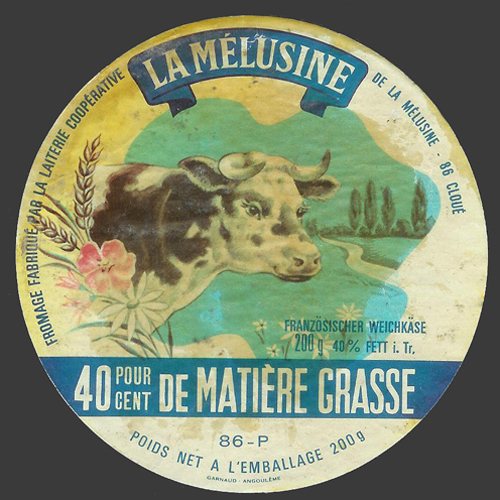 LA MÉLUSINE
FROMAGE FABRIQUÉ PAR LA LAITERIE COOPÉRATIVE
DE LA MÉLUSINE - 86 CLOUÉ
FRANZÖSISCHER WEICHKÄSE
200 g 40% FETT i. Tr.
40 POUR CENT DE MATIÈRE GRASSE
86-P
POIDS NET A L'EMBALLAGE 200g
GARNAUD - ANGOULÊME